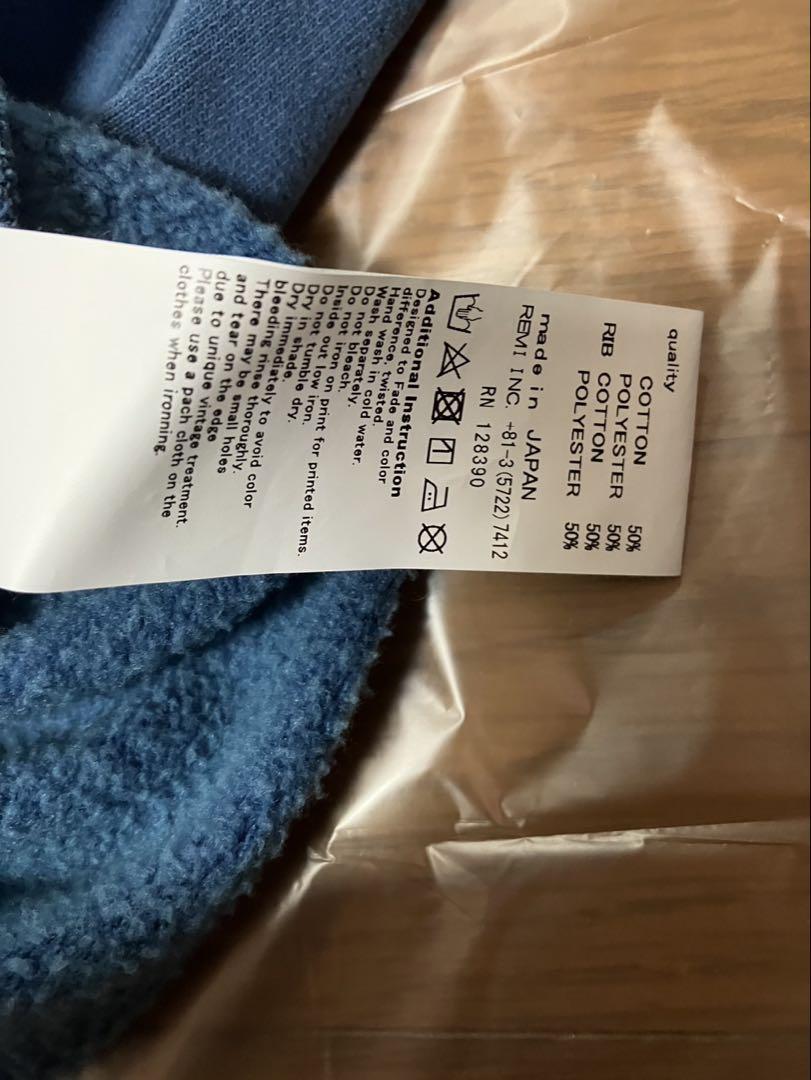 quality
COTTON 50%
POLYESTER 50%
RIB COTTON 50%
POLYESTER 50%
made in JAPAN
REMI INC. +81-3(5722)7412
RN 128390
Additional Instruction
Designed to Fade and color
difference, twisted.
Hand wash in cold water.
Wash separately.
Do not bleach.
Do not iron on print for printed items.
Inside out low iron.
Do not tumble dry.
Dry in shade.
Dry immediately to avoid color
bleeding rinse thoroughly.
There may be small holes
and tear on the edge
due to unique vintage treatment.
Please use a pach cloth on the
clothes when ironning.